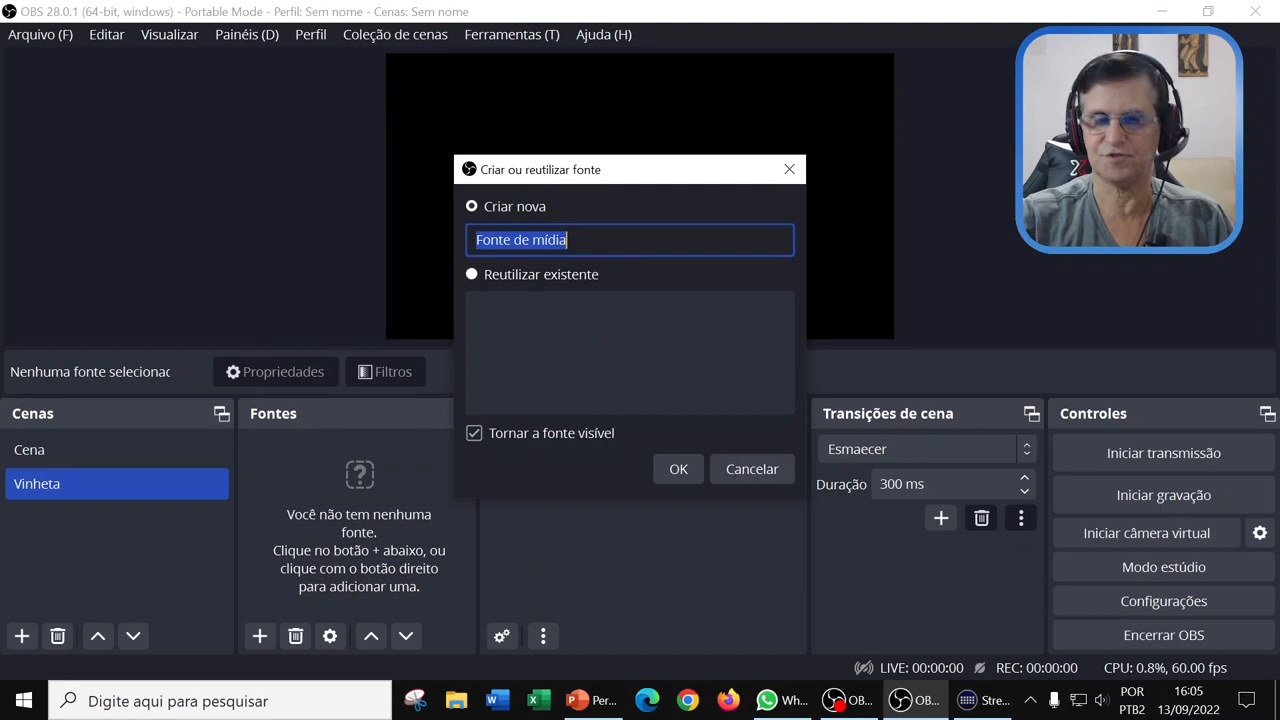 OBS 28.0.1 (64-bit, windows) - Portable Mode - Perfil: Sem nome - Cenas: Sem nome
Arquivo (F) Editar Visualizar Painéis (D) Perfil Coleção de cenas Ferramentas (T) Ajuda (H)
Criar ou reutilizar fonte
Criar nova
Fonte de mídia
Reutilizar existente
Tornar a fonte visível
OK Cancelar
Nenhuma fonte selecionac Propriedades Filtros
Cenas
Cena
Vinheta
Fontes
Você não tem nenhuma
fonte.
Clique no botão + abaixo, ou
clique com o botão direito
para adicionar uma.
Transições de cena
Esmaecer
Duração 300 ms
Controles
Iniciar transmissão
Iniciar gravação
Iniciar câmera virtual
Modo estúdio
Configurações
Encerrar OBS
LIVE: 00:00:00 REC: 00:00:00 CPU: 0.8%, 60.00 fps
Digite aqui para pesquisar Per... Wh... OB... OB... Stre... POR 16:05
PTB2 13/09/2022